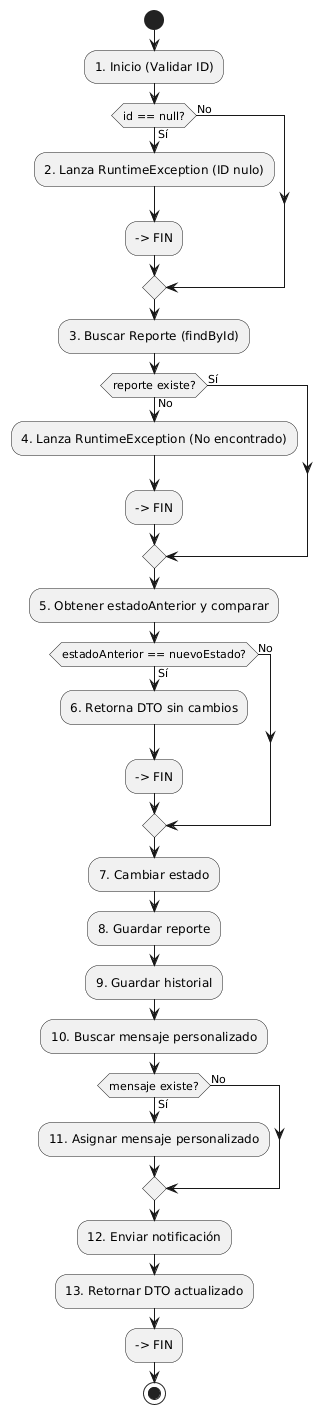 1. Inicio (Validar ID)
id == null?
No
Sí
2. Lanza RuntimeException (ID nulo)
-> FIN
3. Buscar Reporte (findById)
reporte existe?
Sí
No
4. Lanza RuntimeException (No encontrado)
-> FIN
5. Obtener estadoAnterior y comparar
estadoAnterior == nuevoEstado?
No
Sí
6. Retorna DTO sin cambios
-> FIN
7. Cambiar estado
8. Guardar reporte
9. Guardar historial
10. Buscar mensaje personalizado
mensaje existe?
No
Sí
11. Asignar mensaje personalizado
12. Enviar notificación
13. Retornar DTO actualizado
-> FIN